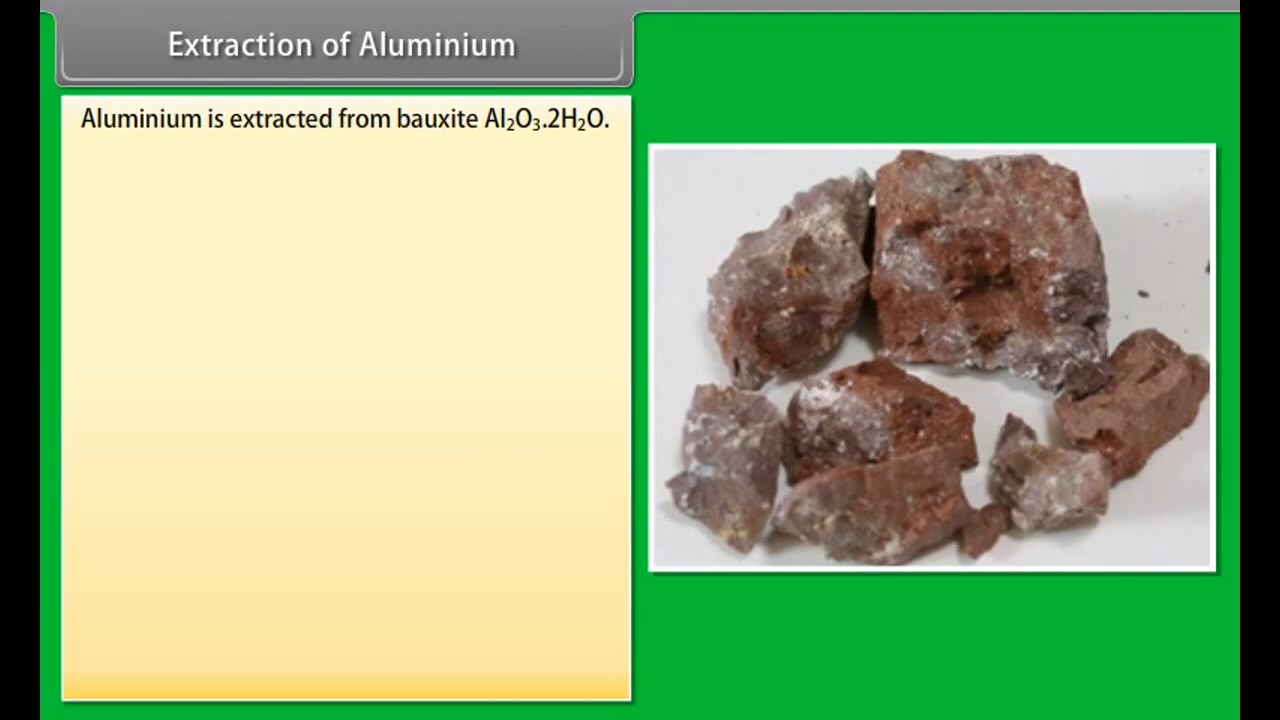 Extraction of Aluminium
Aluminium is extracted from bauxite Al₂O₃.2H₂O.